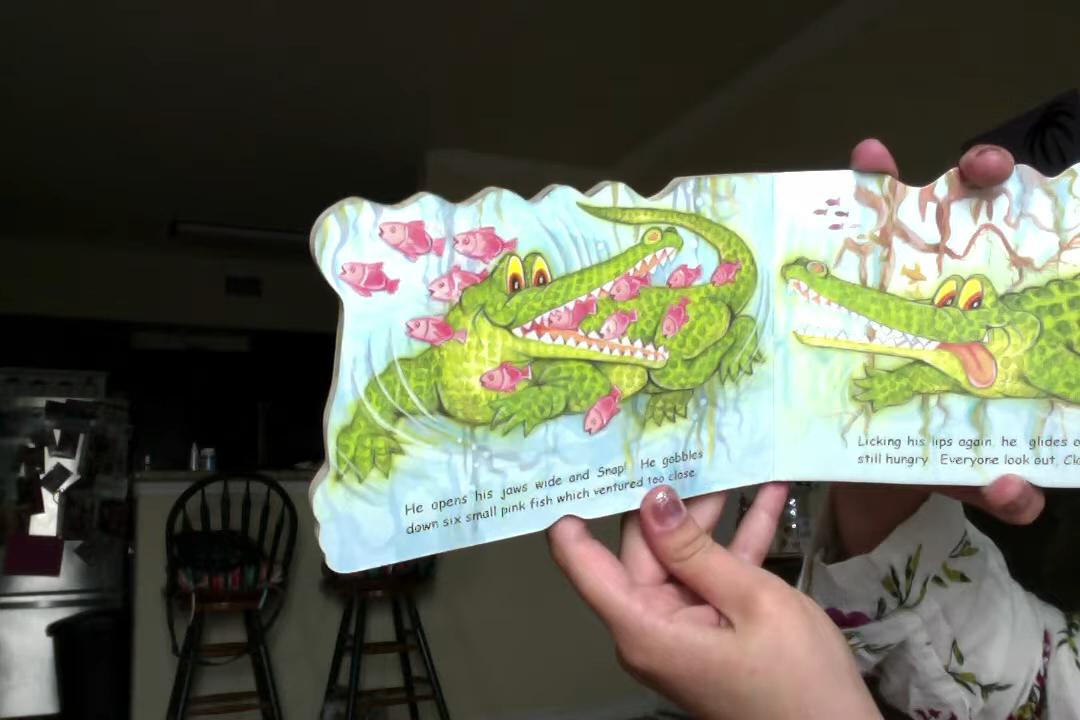 He opens his jaws wide and Snap! He gobbles
down six small pink fish which ventured too close.
Licking his lips again, he glides
still hungry. Everyone look out,